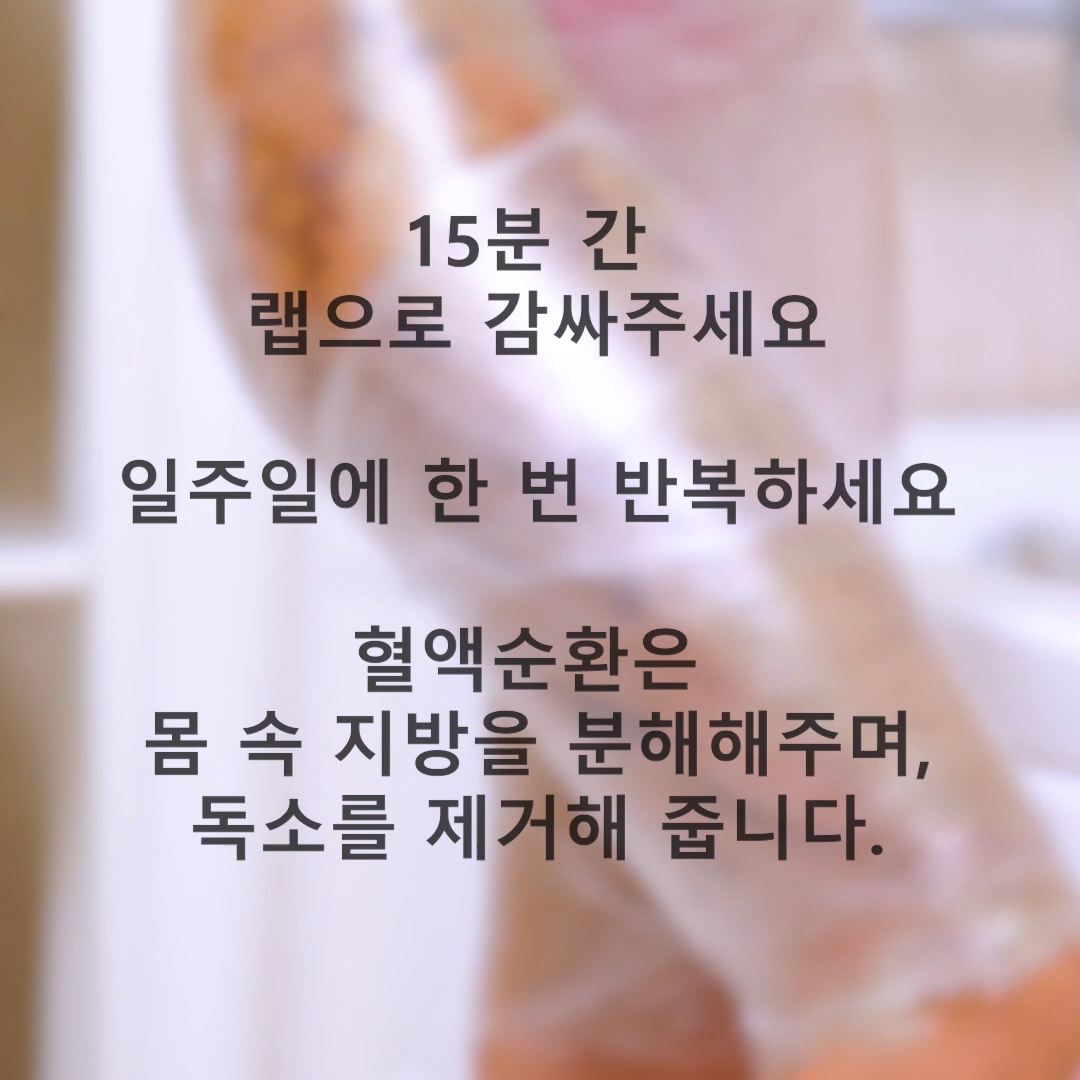 15분 간
랩으로 감싸주세요
일주일에 한 번 반복하세요
혈액순환은
몸 속 지방을 분해해주며,
독소를 제거해 줍니다.